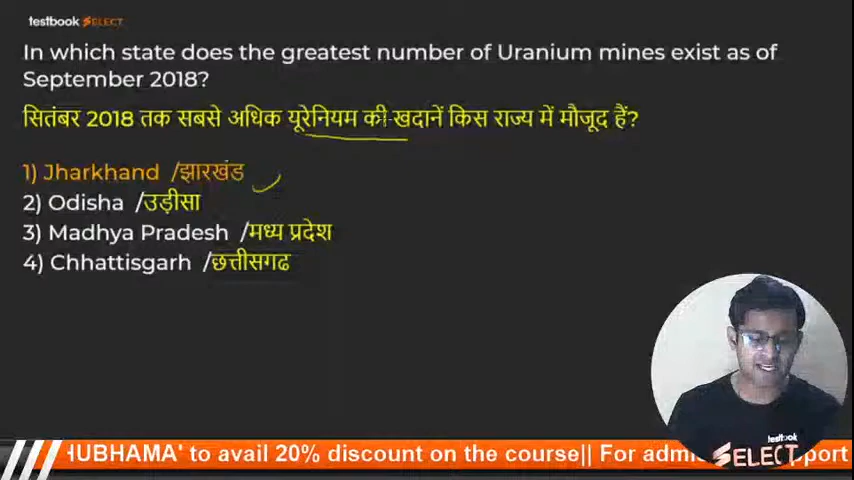 testbook SELECT
In which state does the greatest number of Uranium mines exist as of
September 2018?
सितंबर 2018 तक सबसे अधिक यूरेनियम की खदानें किस राज्य में मौजूद हैं?
1) Jharkhand /झारखंड
2) Odisha /उड़ीसा
3) Madhya Pradesh /मध्य प्रदेश
4) Chhattisgarh /छत्तीसगढ
testbook
SELECT
HUBHAMA' to avail 20% discount on the course|| For adm pport